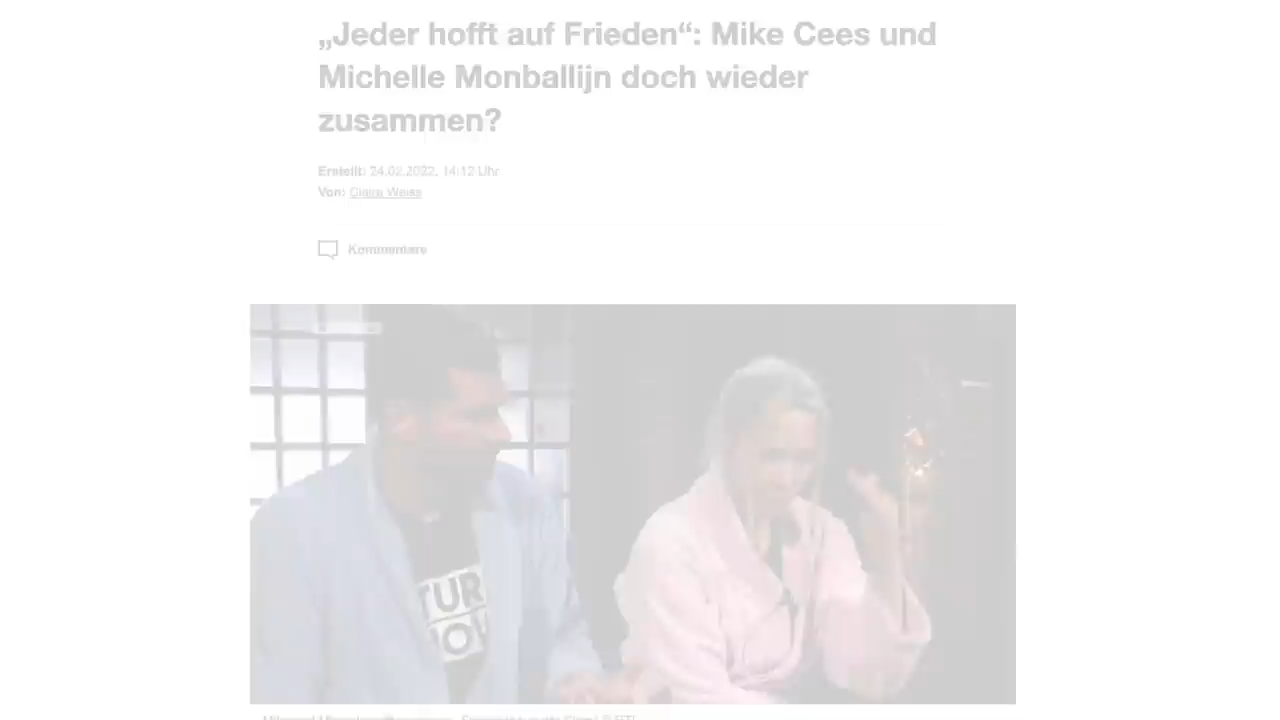 „Jeder hofft auf Frieden“: Mike Cees und
Michelle Monballijn doch wieder
zusammen?
Erstellt: 24.02.2022, 14:12 Uhr
Von: Claire Weiss
Kommentare
TUR